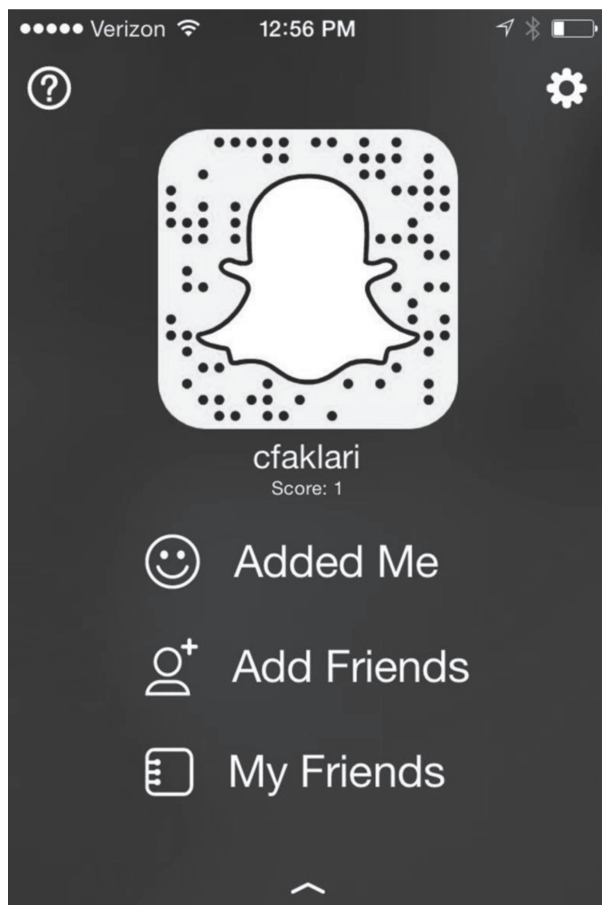 Verizon 12:56 PM
?
cfaklari
Score: 1
Added Me
Add Friends
My Friends